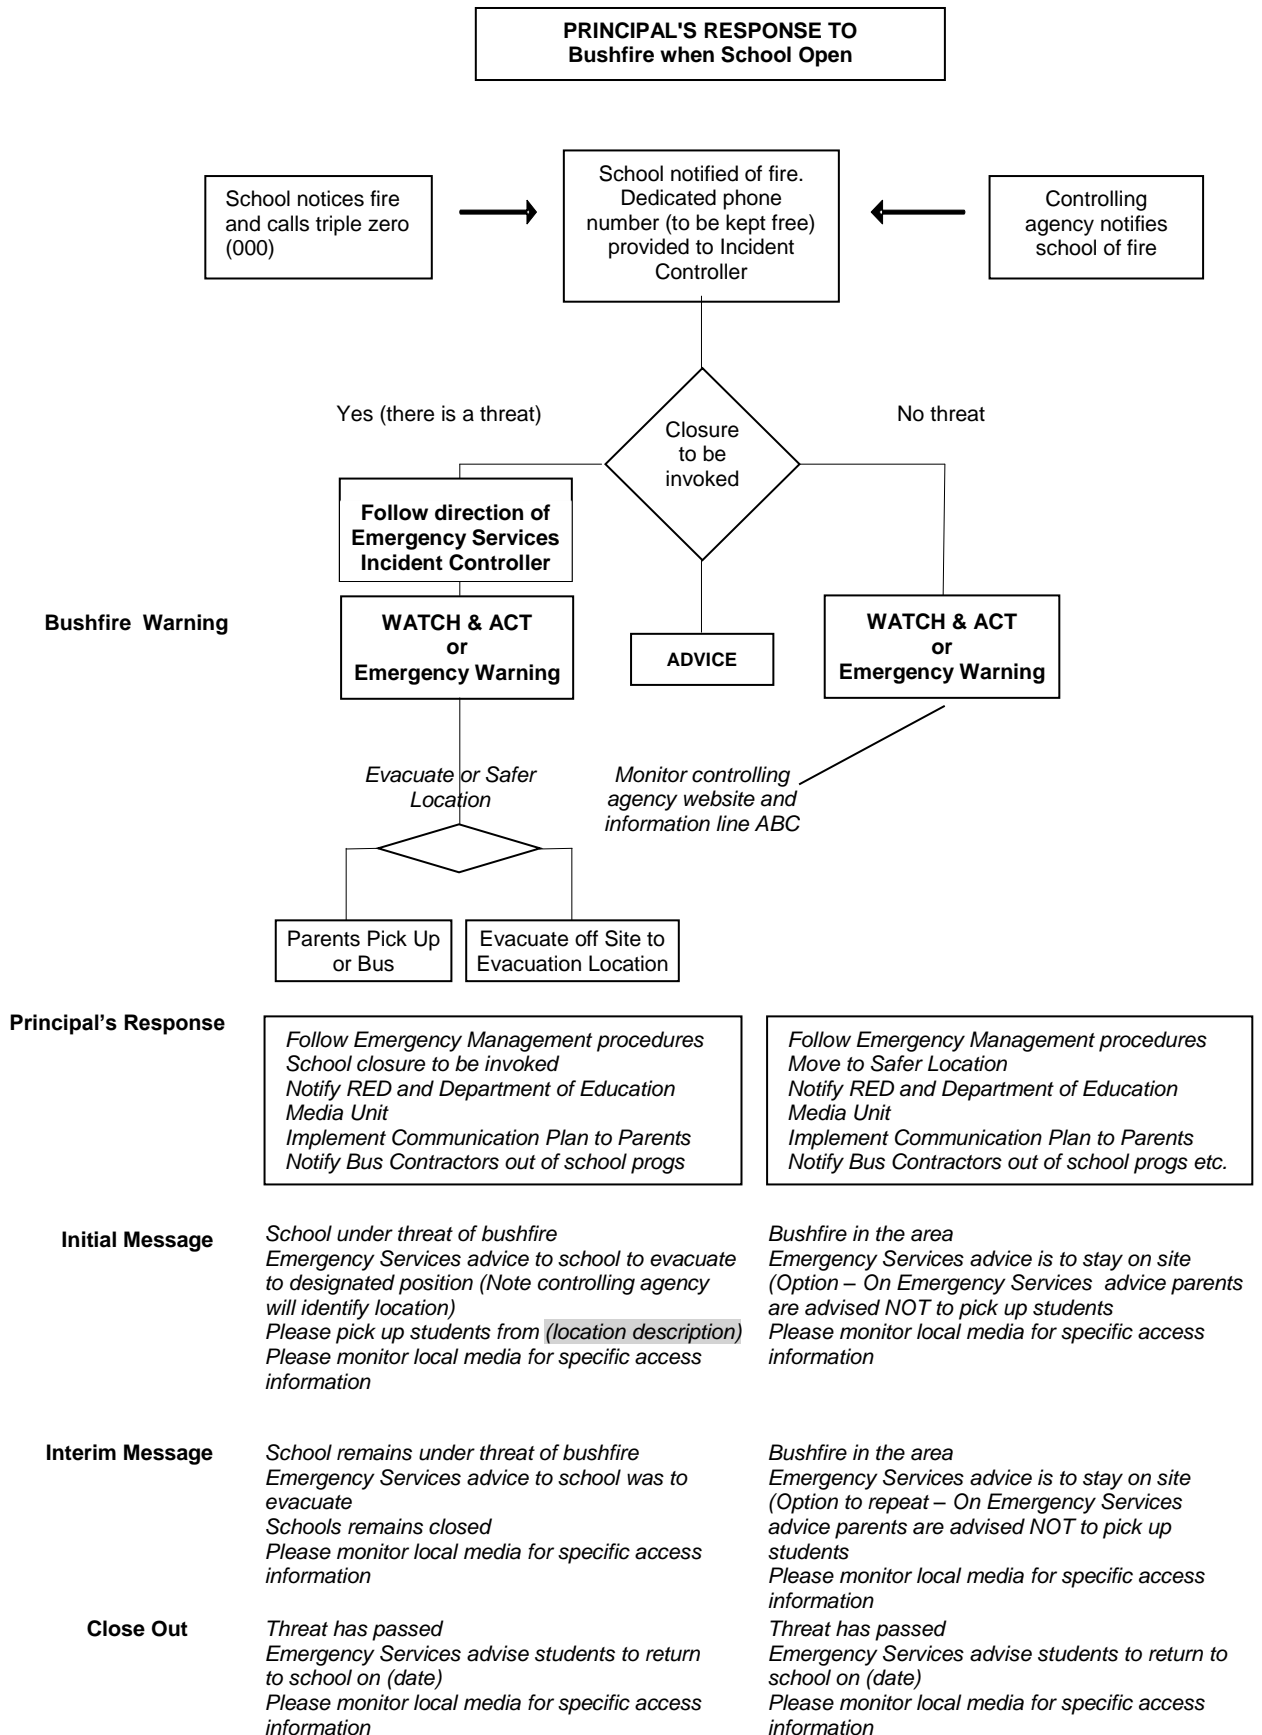 PRINCIPAL'S RESPONSE TO
Bushfire when School Open
School notices fire
and calls triple zero
(000)
School notified of fire.
Dedicated phone
number (to be kept free)
provided to Incident
Controller
Controlling
agency notifies
school of fire
Yes (there is a threat)
Closure
to be
invoked
No threat
Follow direction of
Emergency Services
Incident Controller
Bushfire Warning
WATCH & ACT
or
Emergency Warning
ADVICE
WATCH & ACT
or
Emergency Warning
Evacuate or Safer
Location
Monitor controlling
agency website and
information line ABC
Parents Pick Up
or Bus
Evacuate off Site to
Evacuation Location
Principal’s Response
Follow Emergency Management procedures
School closure to be invoked
Notify RED and Department of Education
Media Unit
Implement Communication Plan to Parents
Notify Bus Contractors out of school progs
Follow Emergency Management procedures
Move to Safer Location
Notify RED and Department of Education
Media Unit
Implement Communication Plan to Parents
Notify Bus Contractors out of school progs etc.
Initial Message
School under threat of bushfire
Emergency Services advice to school to evacuate
to designated position (Note controlling agency
will identify location)
Please pick up students from (location description)
Please monitor local media for specific access
information
Bushfire in the area
Emergency Services advice is to stay on site
(Option – On Emergency Services advice parents
are advised NOT to pick up students
Please monitor local media for specific access
information
Interim Message
School remains under threat of bushfire
Emergency Services advice to school was to
evacuate
Schools remains closed
Please monitor local media for specific access
information
Bushfire in the area
Emergency Services advice is to stay on site
(Option to repeat – On Emergency Services
advice parents are advised NOT to pick up
students
Please monitor local media for specific access
information
Close Out
Threat has passed
Emergency Services advise students to return
to school on (date)
Please monitor local media for specific access
information
Threat has passed
Emergency Services advise students to return to
school on (date)
Please monitor local media for specific access
information